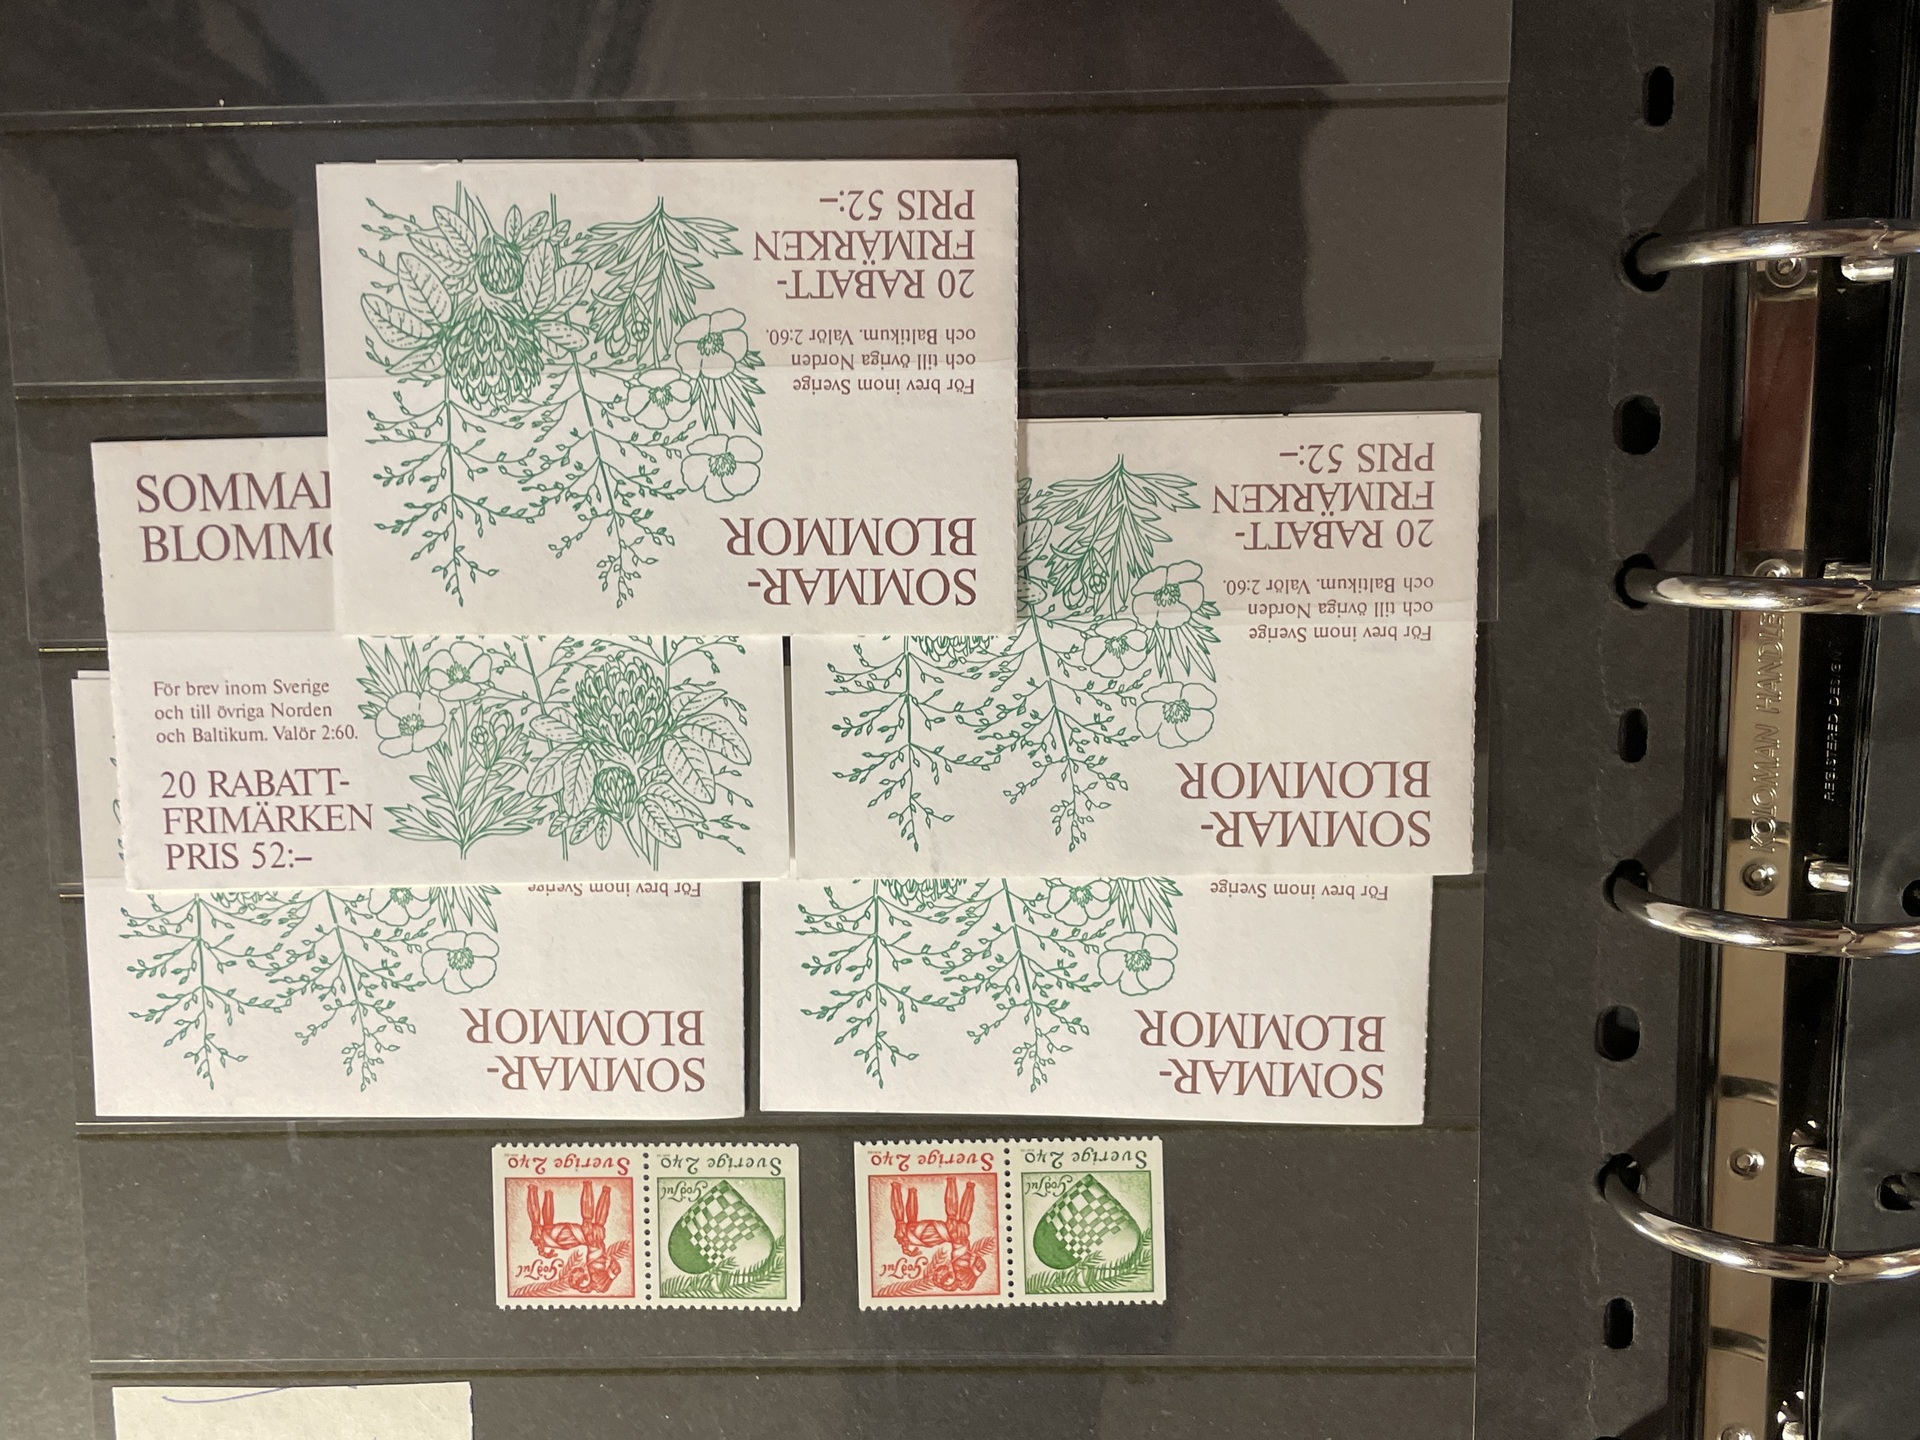 PRIS 52:–
FRIMÄRKEN
20 RABATT-
och Baltikum. Valör 2:60.
och till övriga Norden
För brev inom Sverige
BLOMMOR
SOMMAR-
SOMMAR
BLOMMO
För brev inom Sverige
och till övriga Norden
och Baltikum. Valör 2:60.
20 RABATT-
FRIMÄRKEN
PRIS 52:–
PRIS 52:–
FRIMÄRKEN
20 RABATT-
och Baltikum. Valör 2:60.
och till övriga Norden
För brev inom Sverige
BLOMMOR
SOMMAR-
För brev inom Sverige
BLOMMOR
SOMMAR-
För brev inom Sverige
BLOMMOR
SOMMAR-
Sverige 2 40
God Jul
Sverige 2 40
God Jul
Sverige 2 40
God Jul
Sverige 2 40
God Jul
KOLOMAN HANDLER
REGISTERED DESIGN